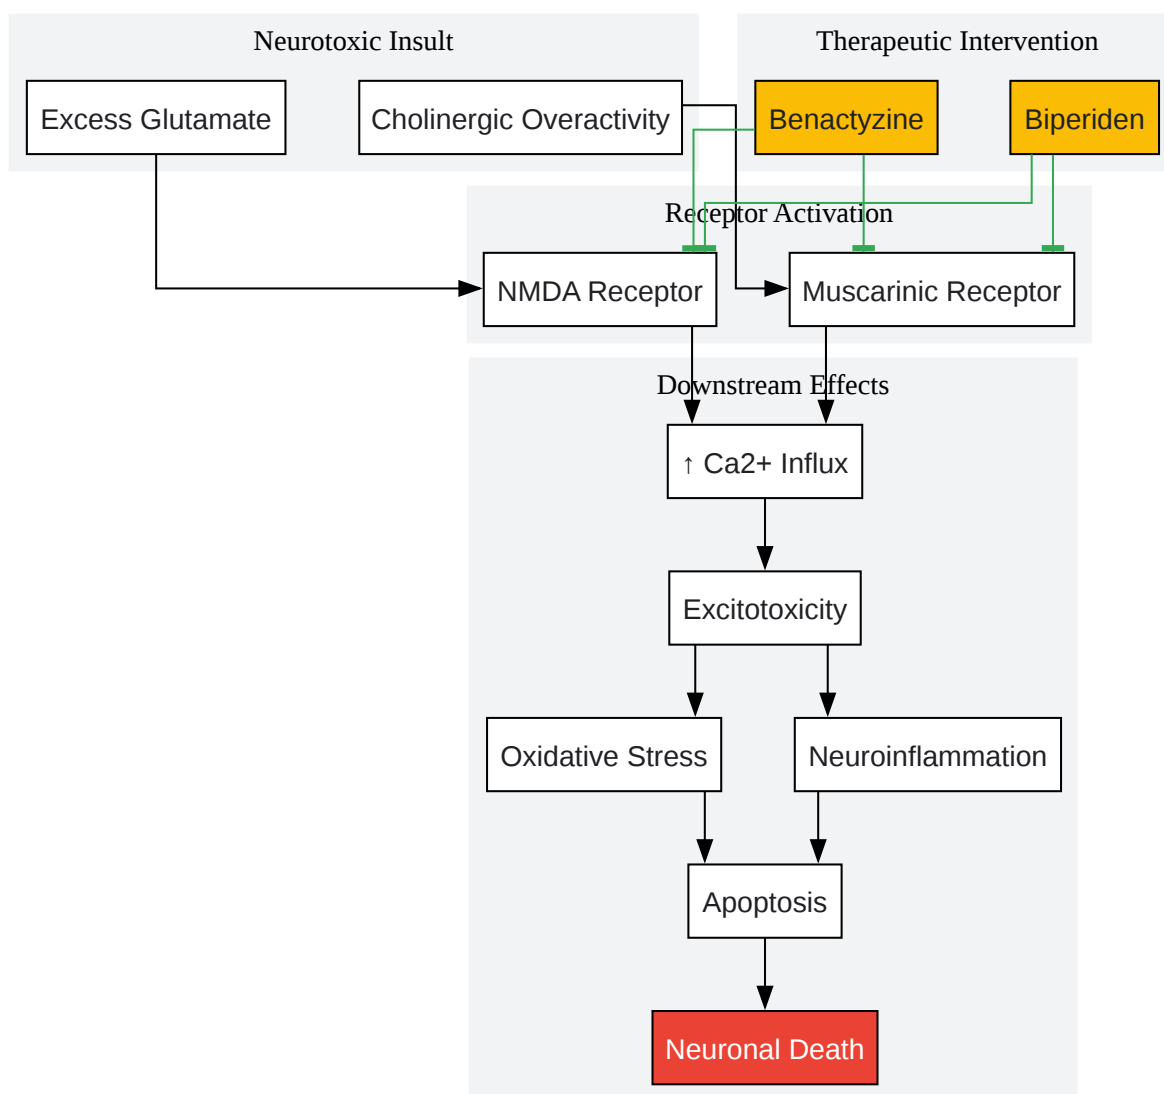 Neurotoxic Insult
Therapeutic Intervention
Excess Glutamate
Cholinergic Overactivity
Benactyzine
Biperiden
Receptor Activation
NMDA Receptor
Muscarinic Receptor
Downstream Effects
↑ Ca2+ Influx
Excitotoxicity
Oxidative Stress
Neuroinflammation
Apoptosis
Neuronal Death